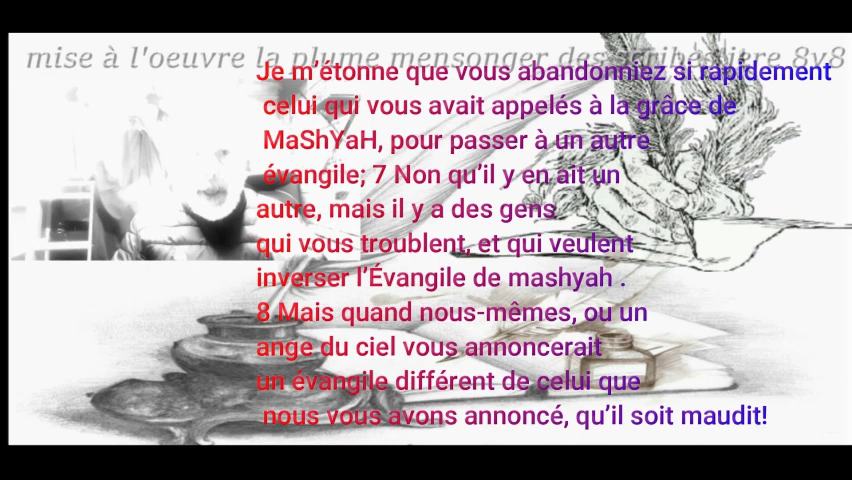 mise à l'oeuvre la plume mensonger des scribes Jere 8v8
Je m'étonne que vous abandonniez si rapidement
celui qui vous avait appelés à la grâce de
MaShYaH, pour passer à un autre
évangile; 7 Non qu'il y en ait un
autre, mais il y a des gens
qui vous troublent, et qui veulent
inverser l'Évangile de mashyah .
8 Mais quand nous-mêmes, ou un
ange du ciel vous annoncerait
un évangile différent de celui que
nous vous avons annoncé, qu'il soit maudit!